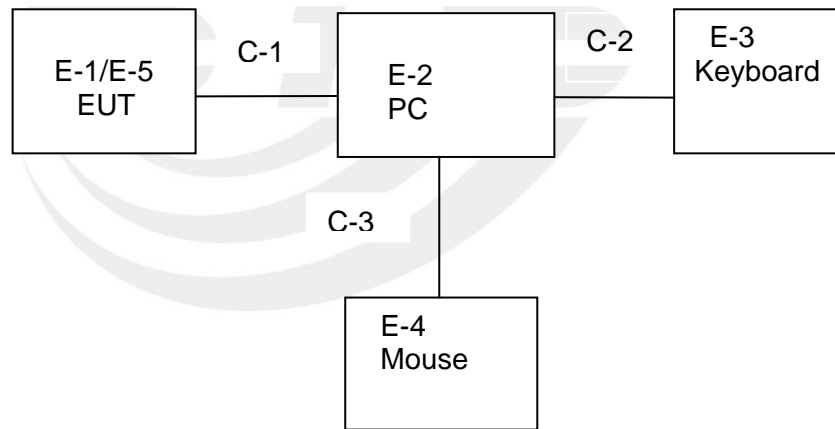 E-1/E-5
EUT
C-1
E-2
PC
C-2
E-3
Keyboard
C-3
E-4
Mouse